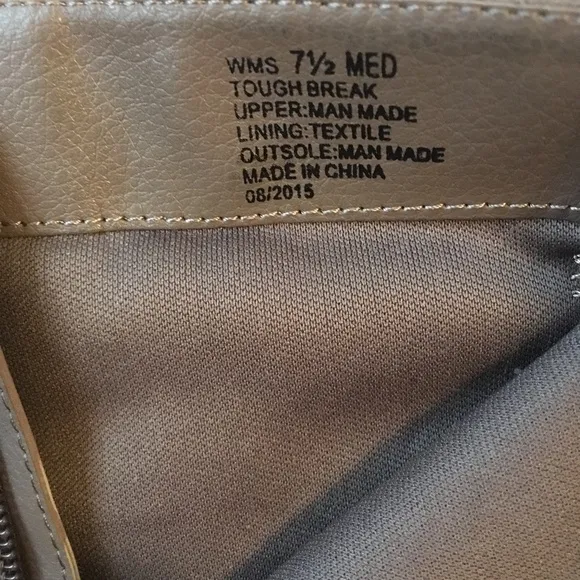 WMS 7½ MED
TOUGH BREAK
UPPER:MAN MADE
LINING:TEXTILE
OUTSOLE:MAN MADE
MADE IN CHINA
08/2015